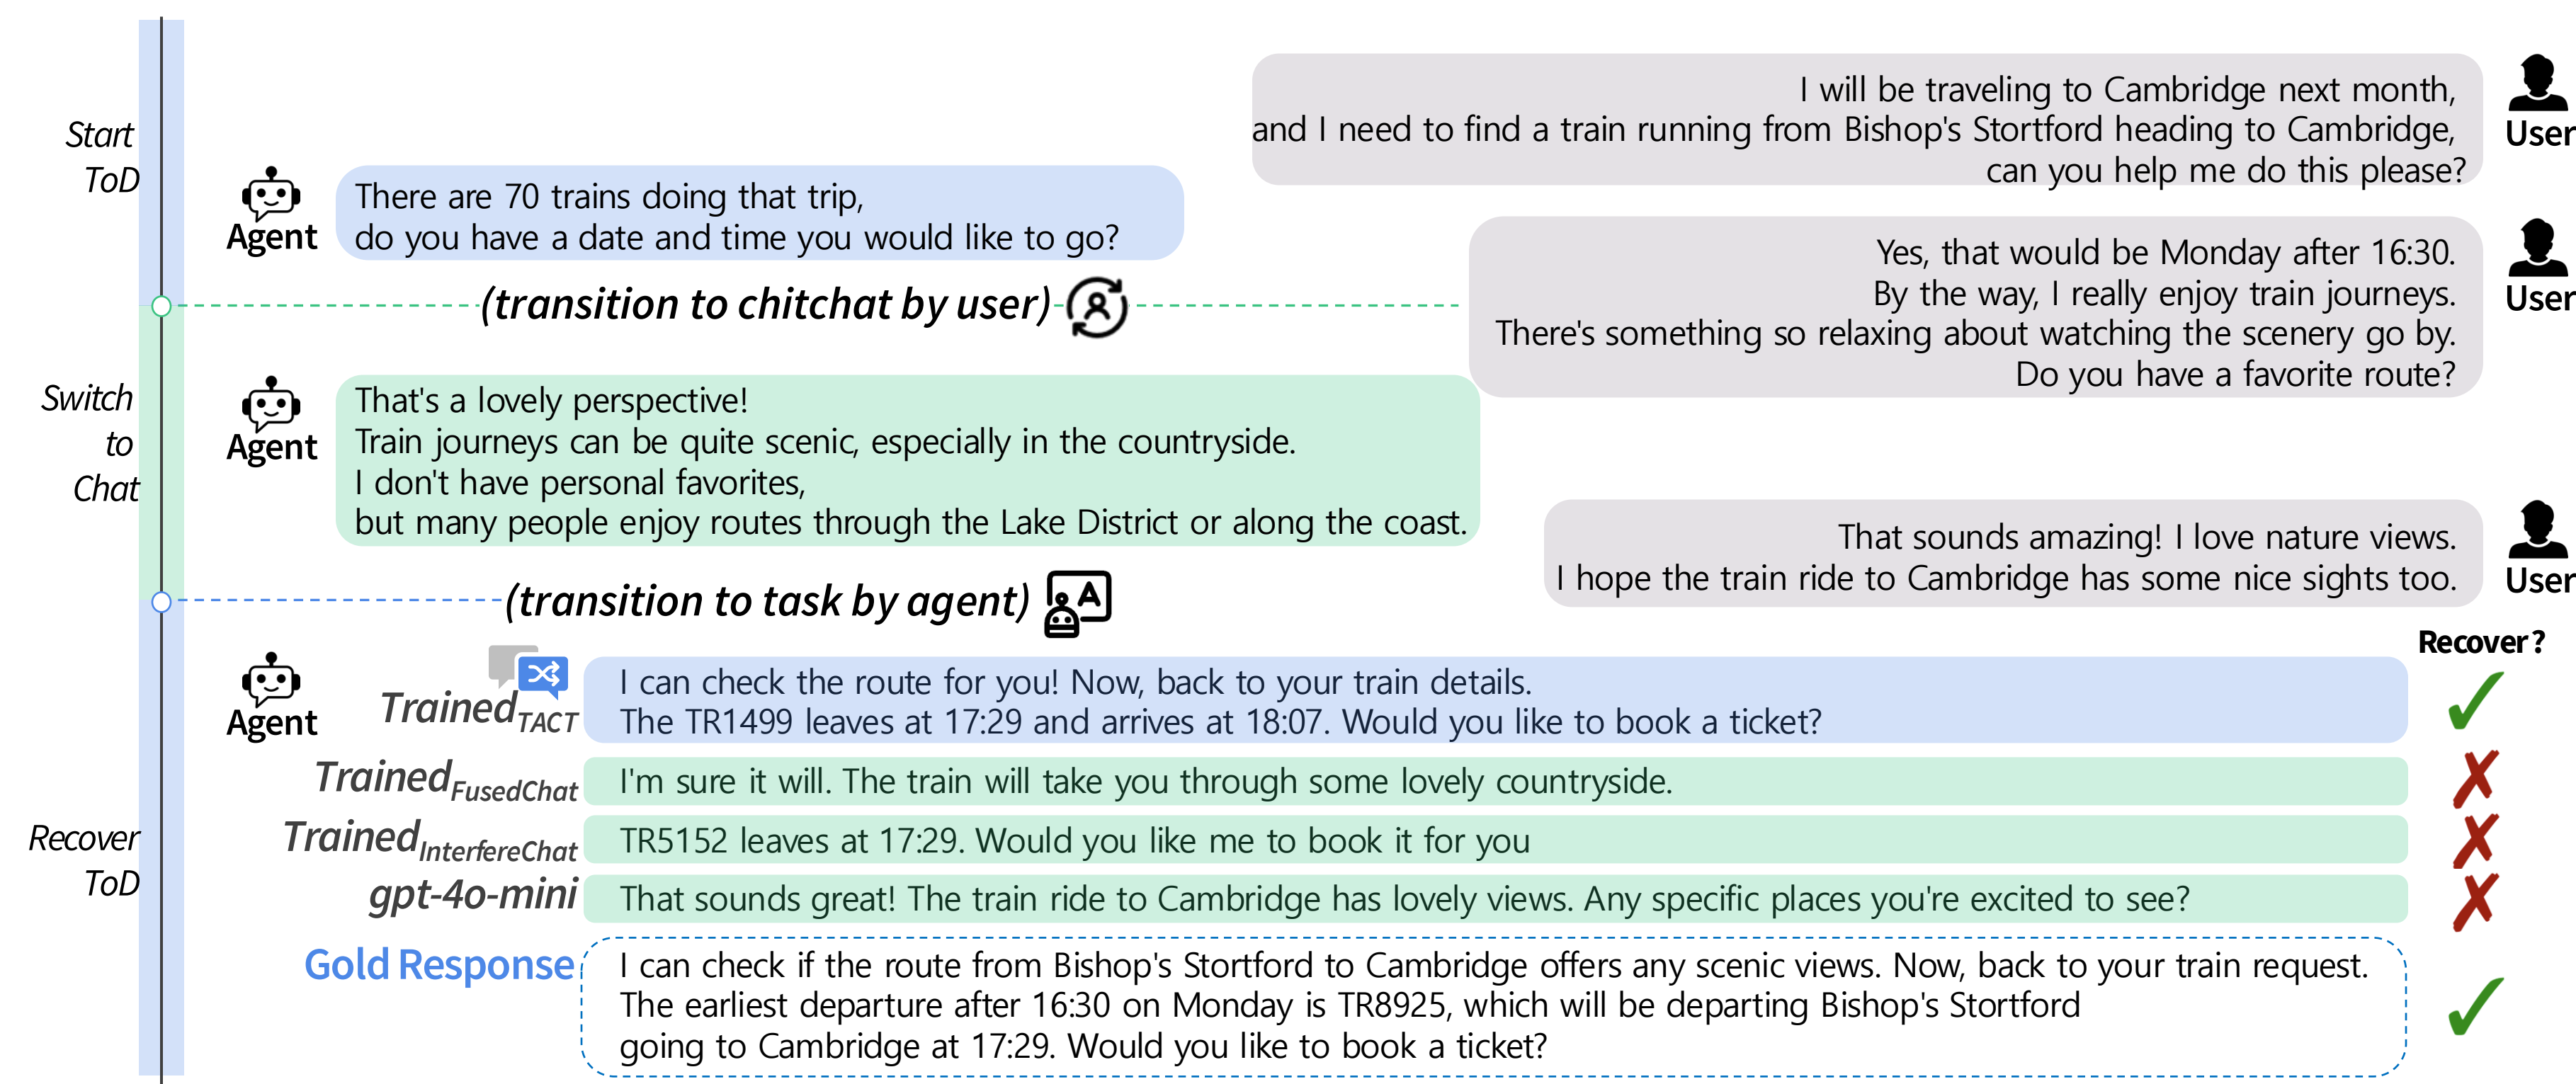 Start
ToD
I will be traveling to Cambridge next month,
and I need to find a train running from Bishop's Stortford heading to Cambridge,
can you help me do this please?
User
There are 70 trains doing that trip,
do you have a date and time you would like to go?
Agent
Yes, that would be Monday after 16:30.
By the way, I really enjoy train journeys.
There's something so relaxing about watching the scenery go by.
Do you have a favorite route?
User
(transition to chitchat by user)
Switch
to
Chat
Agent
That's a lovely perspective!
Train journeys can be quite scenic, especially in the countryside.
I don't have personal favorites,
but many people enjoy routes through the Lake District or along the coast.
That sounds amazing! I love nature views.
I hope the train ride to Cambridge has some nice sights too.
User
(transition to task by agent)
A
Recover?
Recover
ToD
Agent
TrainedTACT
I can check the route for you! Now, back to your train details.
The TR1499 leaves at 17:29 and arrives at 18:07. Would you like to book a ticket?
✓
TrainedFusedChat
I'm sure it will. The train will take you through some lovely countryside.
✗
TrainedInterfereChat
TR5152 leaves at 17:29. Would you like me to book it for you
✗
gpt-4o-mini
That sounds great! The train ride to Cambridge has lovely views. Any specific places you're excited to see?
✗
Gold Response
I can check if the route from Bishop's Stortford to Cambridge offers any scenic views. Now, back to your train request.
The earliest departure after 16:30 on Monday is TR8925, which will be departing Bishop's Stortford
going to Cambridge at 17:29. Would you like to book a ticket?
✓